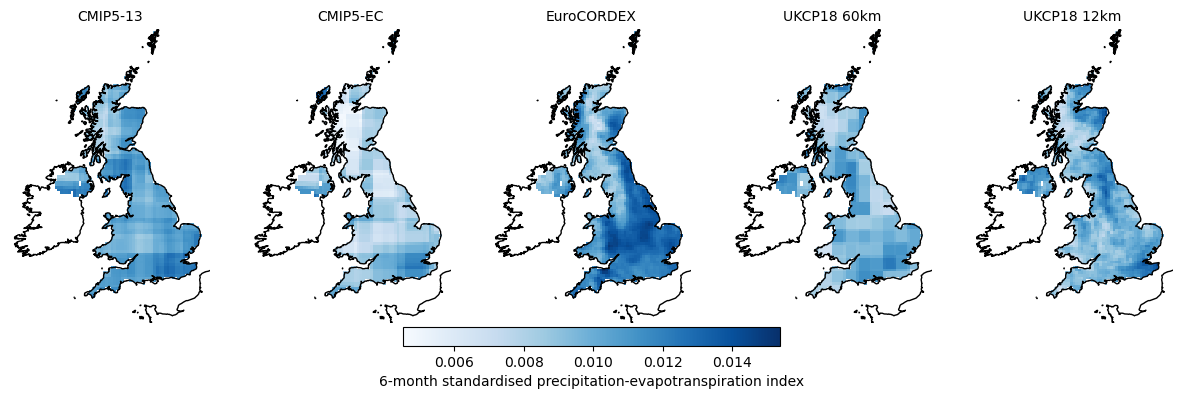 CMIP5-13 CMIP5-EC EuroCORDEX UKCP18 60km UKCP18 12km
0.006 0.008 0.010 0.012 0.014
6-month standardised precipitation-evapotranspiration index